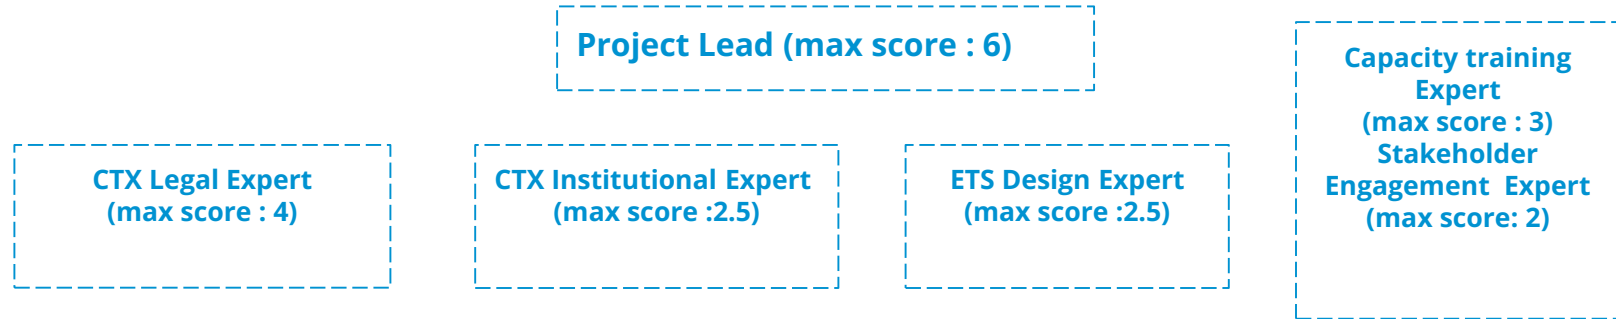 Project Lead (max score : 6)
Capacity training
Expert
(max score : 3)
Stakeholder
Engagement  Expert
(max score: 2)
CTX Legal Expert
(max score : 4)
CTX Institutional Expert
(max score :2.5)
ETS Design Expert
(max score :2.5)